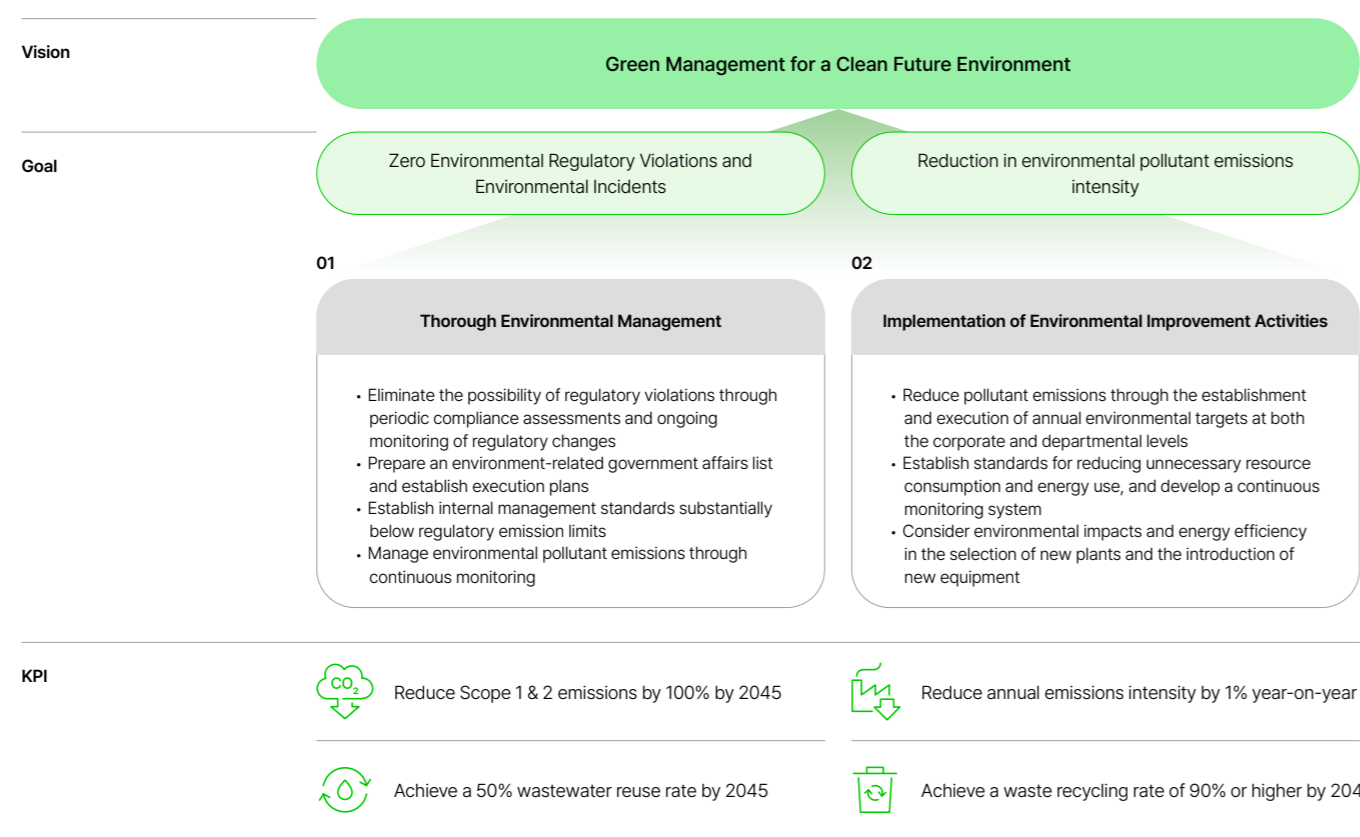 Vision
Green Management for a Clean Future Environment
Goal
Zero Environmental Regulatory Violations and
Environmental Incidents
Reduction in environmental pollutant emissions
intensity
01
Thorough Environmental Management
• Eliminate the possibility of regulatory violations through
periodic compliance assessments and ongoing
monitoring of regulatory changes
• Prepare an environment-related government affairs list
and establish execution plans
• Establish internal management standards substantially
below regulatory emission limits
• Manage environmental pollutant emissions through
continuous monitoring
02
Implementation of Environmental Improvement Activities
• Reduce pollutant emissions through the establishment
and execution of annual environmental targets at both
the corporate and departmental levels
• Establish standards for reducing unnecessary resource
consumption and energy use, and develop a continuous
monitoring system
• Consider environmental impacts and energy efficiency
in the selection of new plants and the introduction of
new equipment
KPI
CO2
Reduce Scope 1 & 2 emissions by 100% by 2045
Reduce annual emissions intensity by 1% year-on-year
Achieve a 50% wastewater reuse rate by 2045
Achieve a waste recycling rate of 90% or higher by